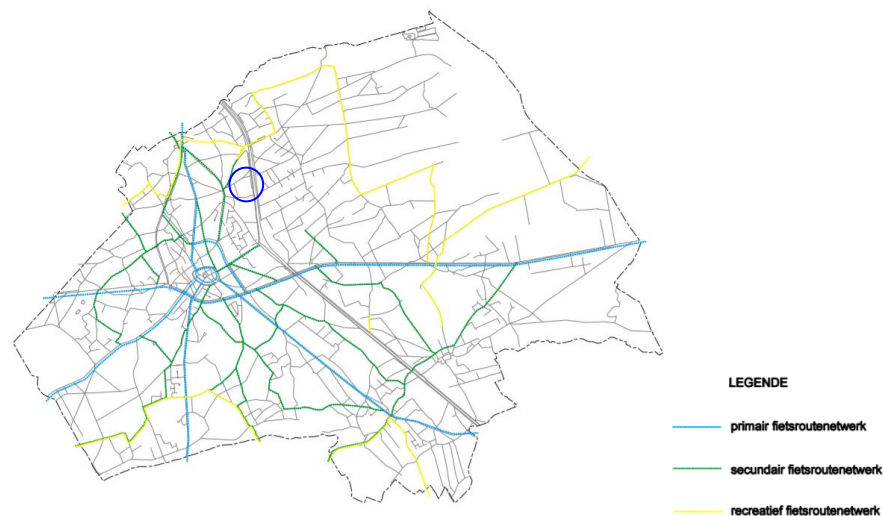 LEGENDE
primair fietsroutenetwerk
secundair fietsroutenetwerk
recreatief fietsroutenetwerk